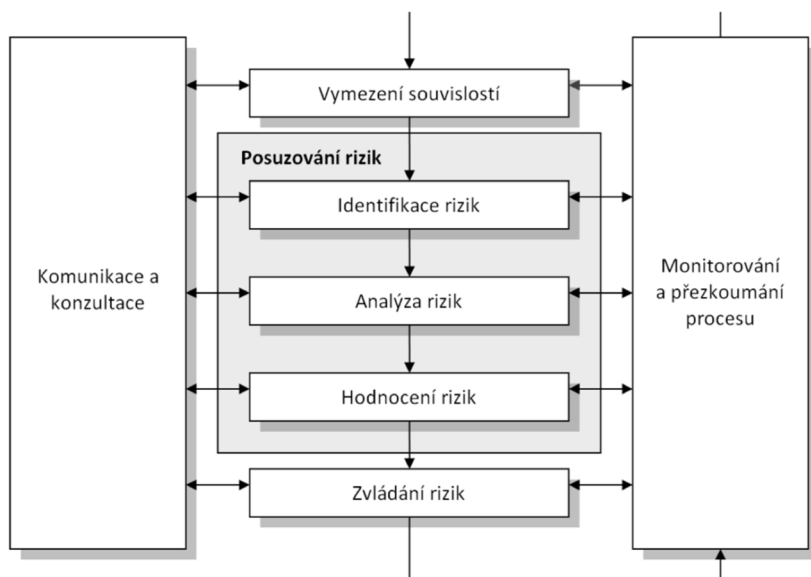 Vymezení souvislostí
Posuzování rizik
Identifikace rizik
Komunikace a
konzultace
Analýza rizik
Monitorování
a přezkoumání
procesu
Hodnocení rizik
Zvládání rizik